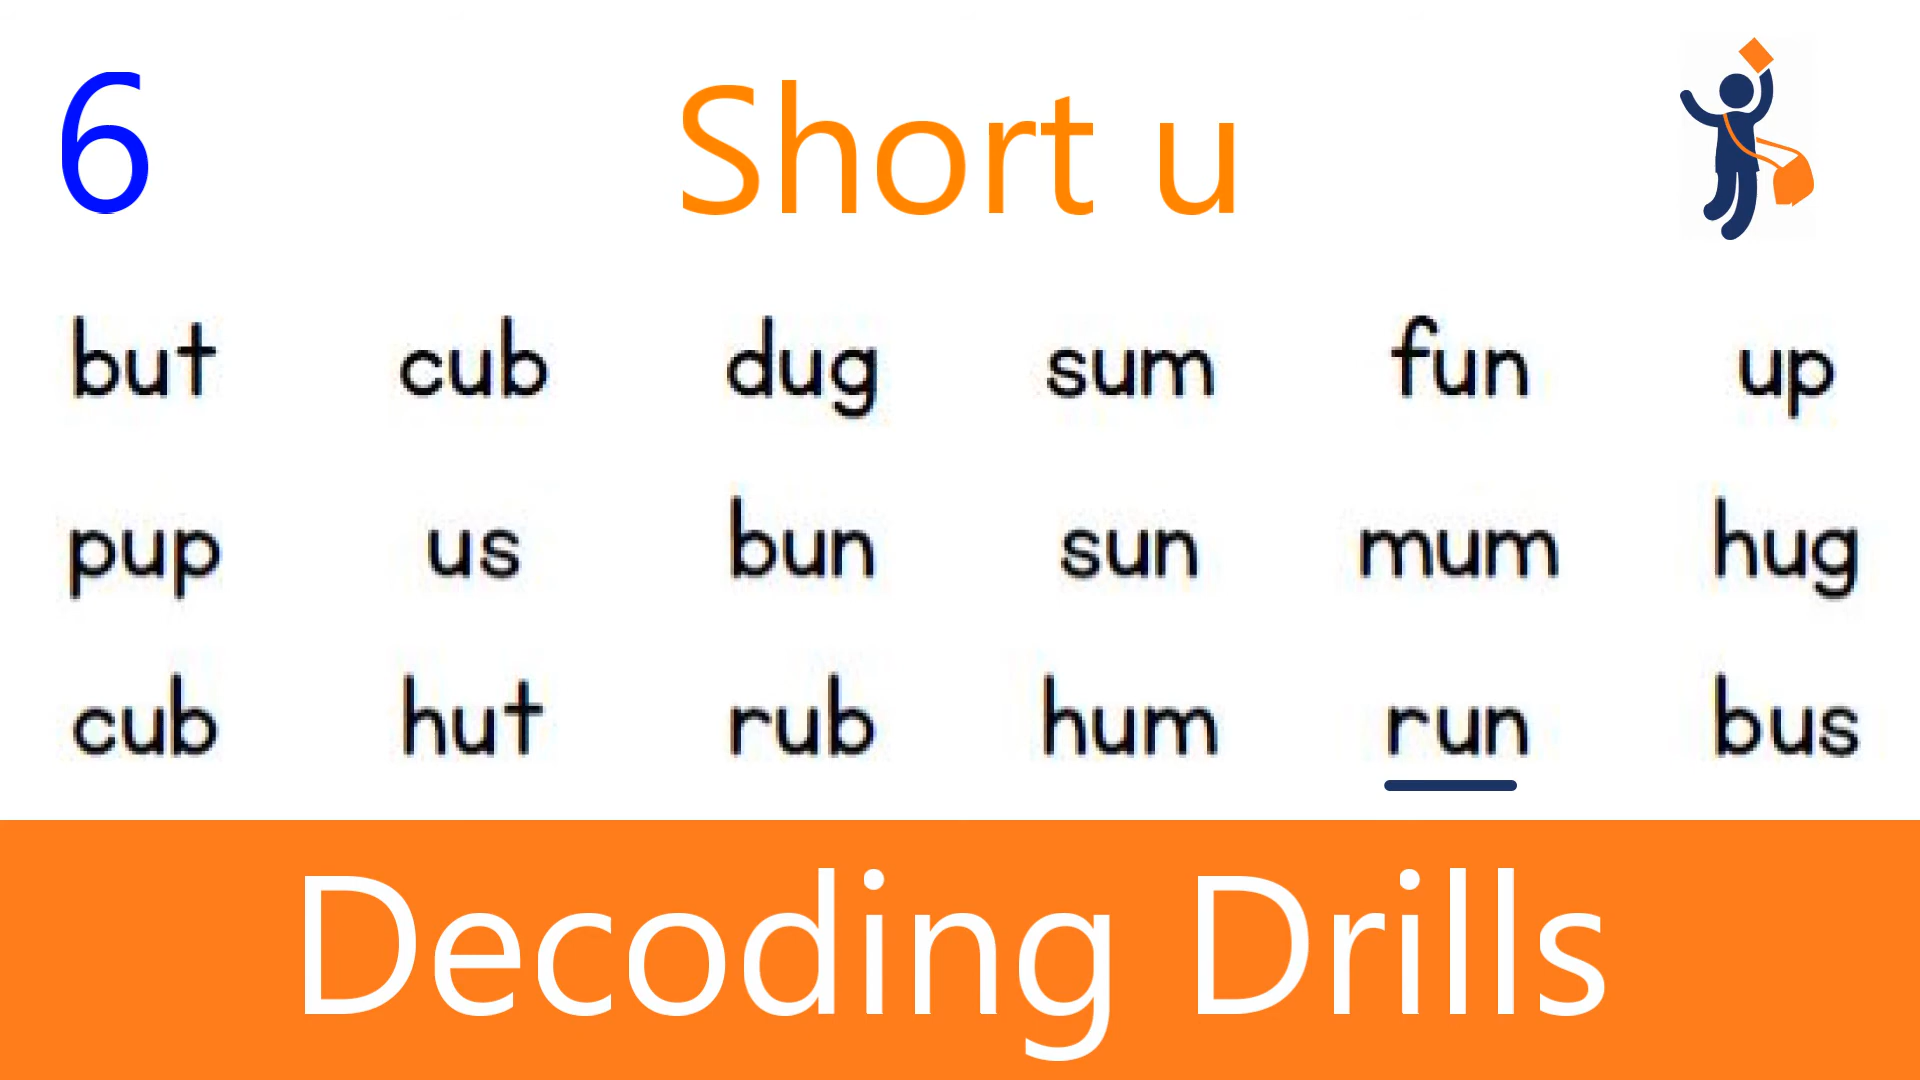 6 Short u
but cub dug sum fun up
pup us bun sun mum hug
cub hut rub hum run bus
Decoding Drills